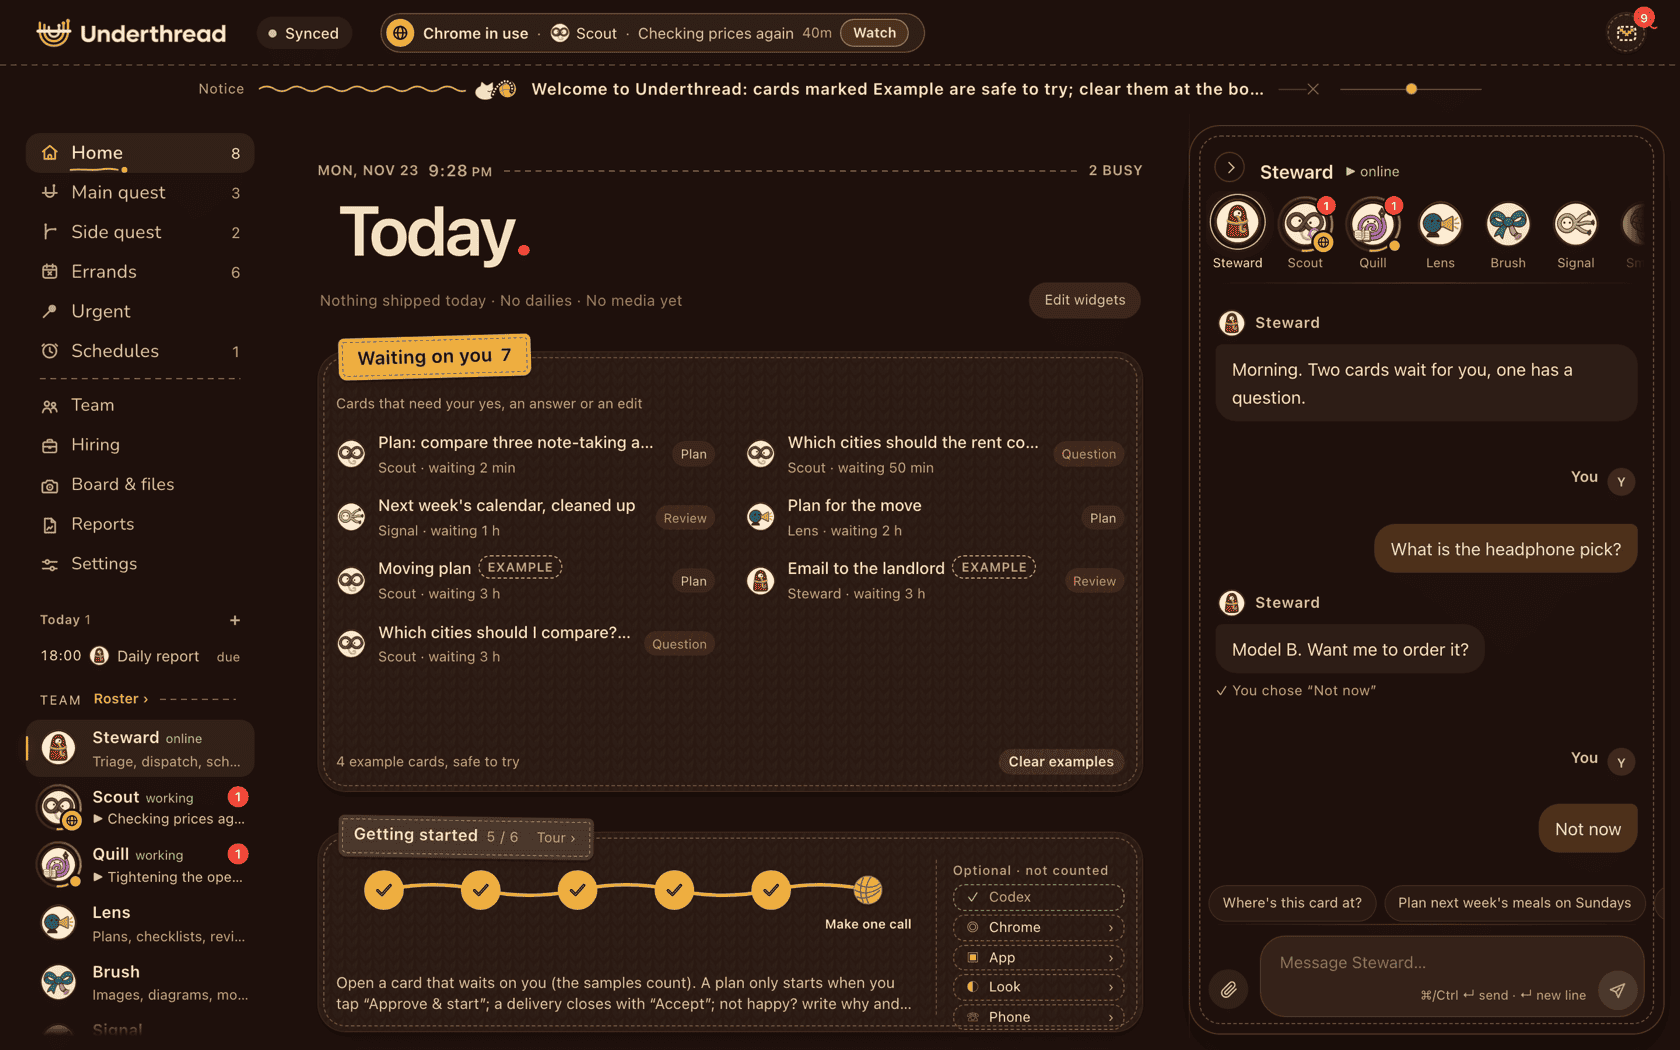 Underthread
Synced
Chrome in use · Scout · Checking prices again 40m
Watch
9
Notice
Welcome to Underthread: cards marked Example are safe to try; clear them at the bo...
Home 8
Main quest 3
Side quest 2
Errands 6
Urgent
Schedules 1
Team
Hiring
Board & files
Reports
Settings
Today 1 +
18:00 Daily report due
TEAM Roster ›
Steward online
Triage, dispatch, sch...
Scout working 1
Checking prices ag...
Quill working 1
Tightening the ope...
Lens
Plans, checklists, revi...
Brush
Images, diagrams, mo...
Signal
MON, NOV 23 9:28 PM
2 BUSY
Today.
Nothing shipped today · No dailies · No media yet
Edit widgets
Waiting on you 7
Cards that need your yes, an answer or an edit
Plan: compare three note-taking a...
Scout · waiting 2 min
Plan
Which cities should the rent co...
Scout · waiting 50 min
Question
Next week's calendar, cleaned up
Signal · waiting 1 h
Review
Plan for the move
Lens · waiting 2 h
Plan
Moving plan EXAMPLE
Scout · waiting 3 h
Plan
Email to the landlord EXAMPLE
Steward · waiting 3 h
Review
Which cities should I compare?...
Scout · waiting 3 h
Question
4 example cards, safe to try
Clear examples
Getting started 5 / 6 Tour ›
Make one call
Open a card that waits on you (the samples count). A plan only starts when you
tap “Approve & start”; a delivery closes with “Accept”; not happy? write why and...
Optional · not counted
Codex
Chrome ›
App ›
Look ›
Phone ›
Steward online
1
1
Steward
Scout
Quill
Lens
Brush
Signal
Steward
Morning. Two cards wait for you, one has a
question.
You Y
What is the headphone pick?
Steward
Model B. Want me to order it?
✓ You chose “Not now”
You Y
Not now
Where's this card at?
Plan next week's meals on Sundays
Message Steward...
⌘/Ctrl ↵ send · ↵ new line